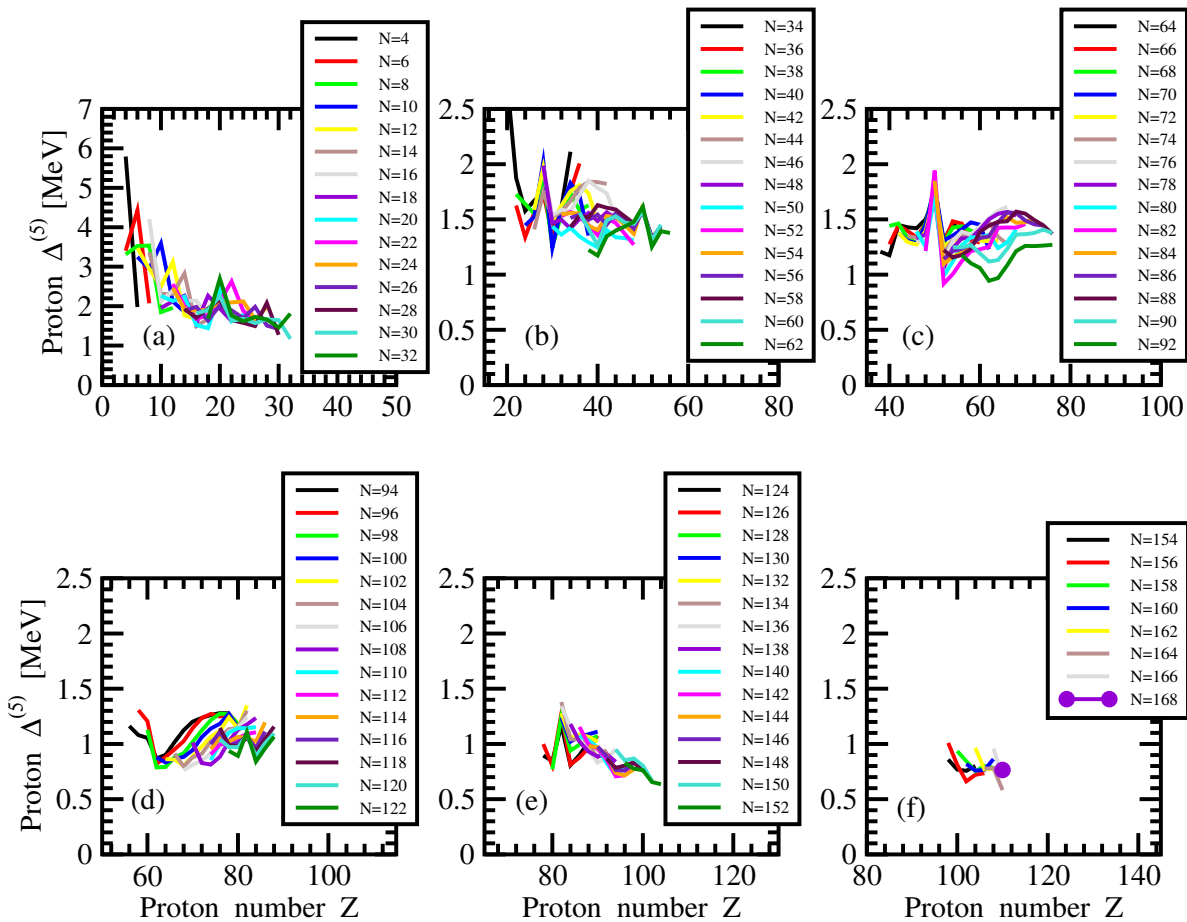 N=4
N=6
N=8
N=10
N=12
N=14
N=16
N=18
N=20
N=22
N=24
N=26
N=28
N=30
N=32
Proton Δ(5) [MeV]
7
6
5
4
3
2
1
0
(a)
0 10 20 30 40 50
N=34
N=36
N=38
N=40
N=42
N=44
N=46
N=48
N=50
N=52
N=54
N=56
N=58
N=60
N=62
2.5
2
1.5
1
0.5
0
(b)
20 40 60 80
N=64
N=66
N=68
N=70
N=72
N=74
N=76
N=78
N=80
N=82
N=84
N=86
N=88
N=90
N=92
2.5
2
1.5
1
0.5
0
(c)
40 60 80 100
N=94
N=96
N=98
N=100
N=102
N=104
N=106
N=108
N=110
N=112
N=114
N=116
N=118
N=120
N=122
Proton Δ(5) [MeV]
2.5
2
1.5
1
0.5
0
(d)
60 80 100
Proton number Z
N=124
N=126
N=128
N=130
N=132
N=134
N=136
N=138
N=140
N=142
N=144
N=146
N=148
N=150
N=152
2.5
2
1.5
1
0.5
0
(e)
80 100 120
Proton number Z
N=154
N=156
N=158
N=160
N=162
N=164
N=166
N=168
2.5
2
1.5
1
0.5
0
(f)
80 100 120 140
Proton number Z